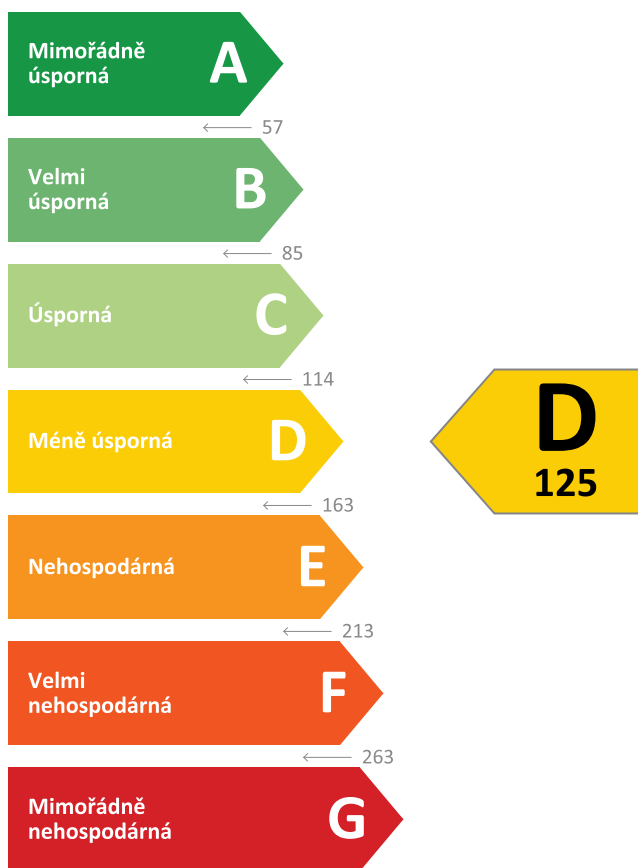 Mimořádně
úsporná
A
57
Velmi
úsporná
B
85
Úsporná
C
114
Méně úsporná
D
D
125
163
Nehospodárná
E
213
Velmi
nehospodárná
F
263
Mimořádně
nehospodárná
G